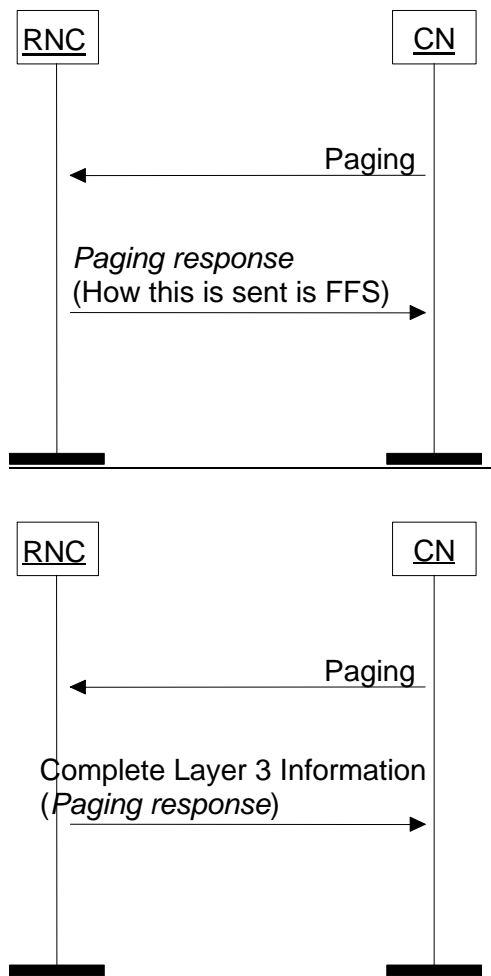 RNC
CN
Paging
Paging response
(How this is sent is FFS)
RNC
CN
Paging
Complete Layer 3 Information
(Paging response)